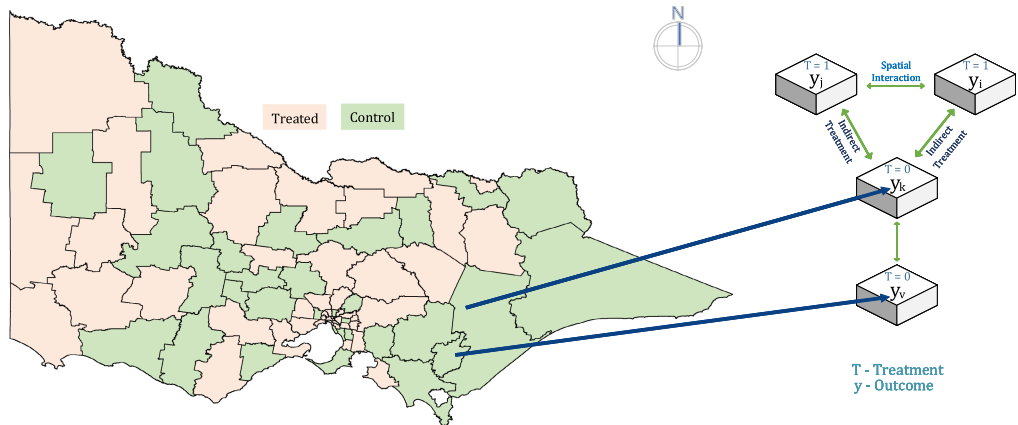 N
Treated
Control
T = 1
yj
Spatial
Interaction
T = 1
yi
Indirect
Treatment
Indirect
Treatment
T = 0
yk
T = 0
yv
T - Treatment
y - Outcome